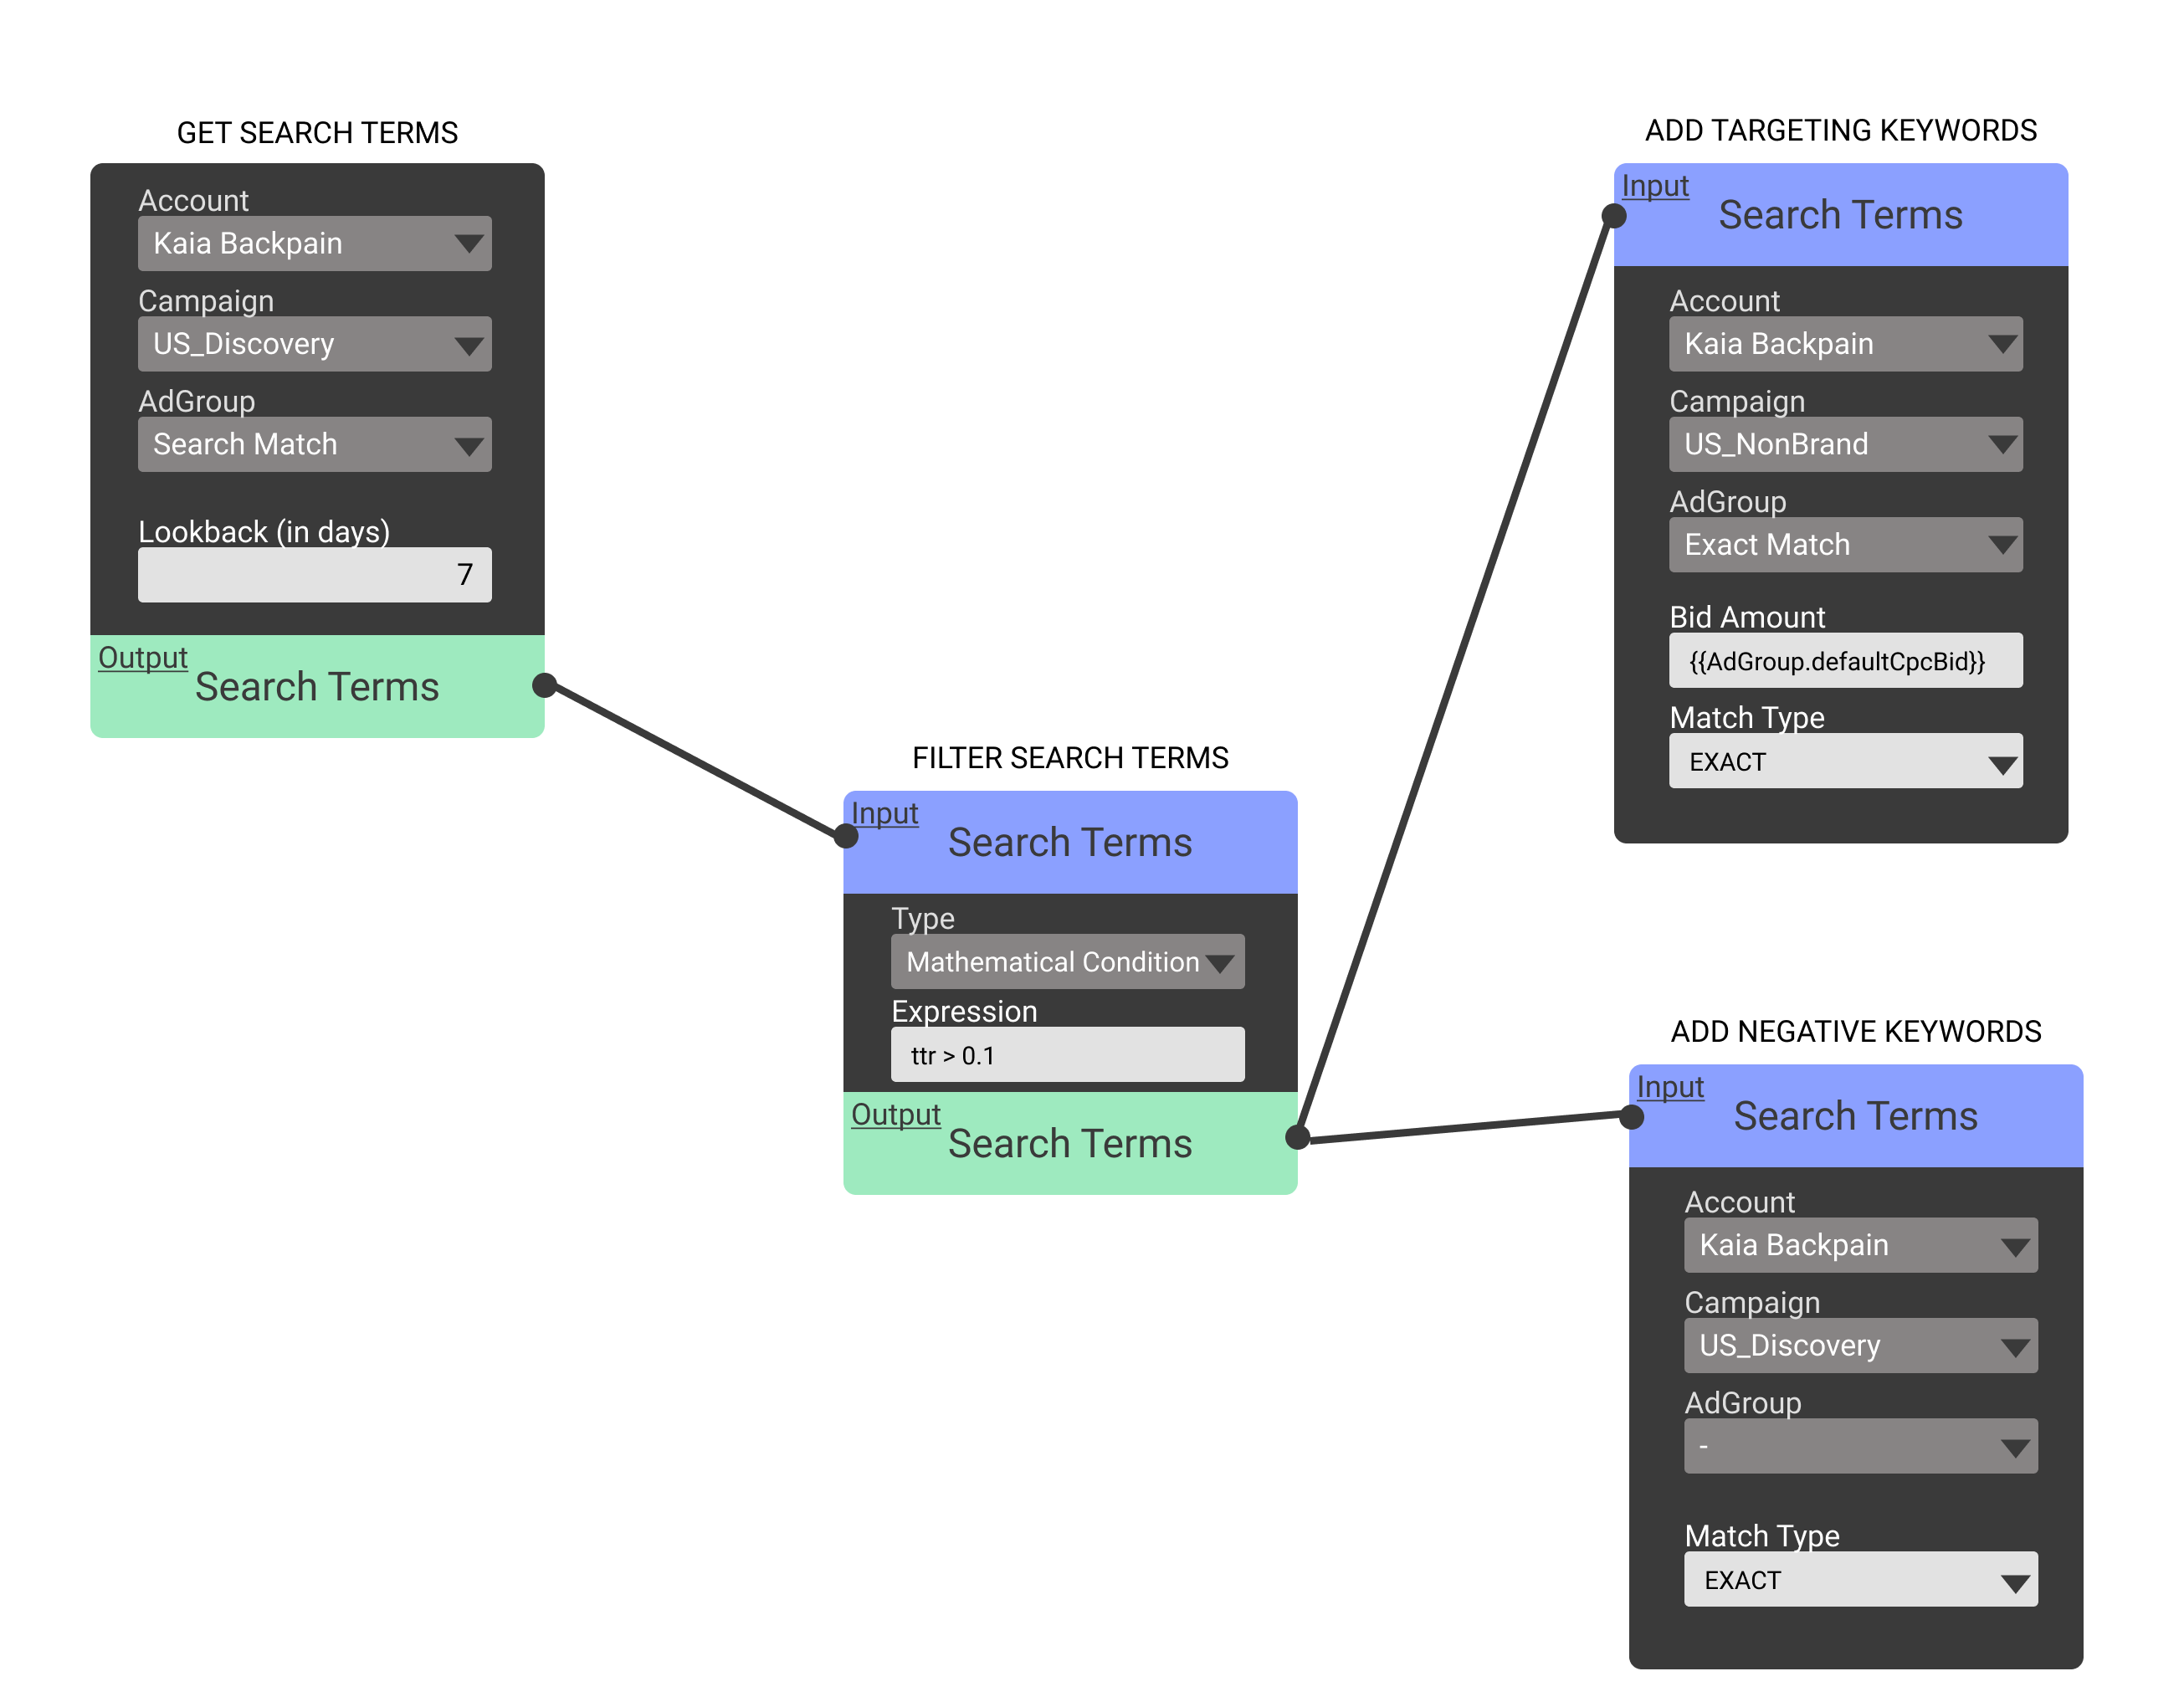 GET SEARCH TERMS
Account
Kaia Backpain
Campaign
US_Discovery
AdGroup
Search Match
Lookback (in days)
7
Output
Search Terms
FILTER SEARCH TERMS
Input
Search Terms
Type
Mathematical Condition
Expression
ttr > 0.1
Output
Search Terms
ADD TARGETING KEYWORDS
Input
Search Terms
Account
Kaia Backpain
Campaign
US_NonBrand
AdGroup
Exact Match
Bid Amount
{{AdGroup.defaultCpcBid}}
Match Type
EXACT
ADD NEGATIVE KEYWORDS
Input
Search Terms
Account
Kaia Backpain
Campaign
US_Discovery
AdGroup
-
Match Type
EXACT